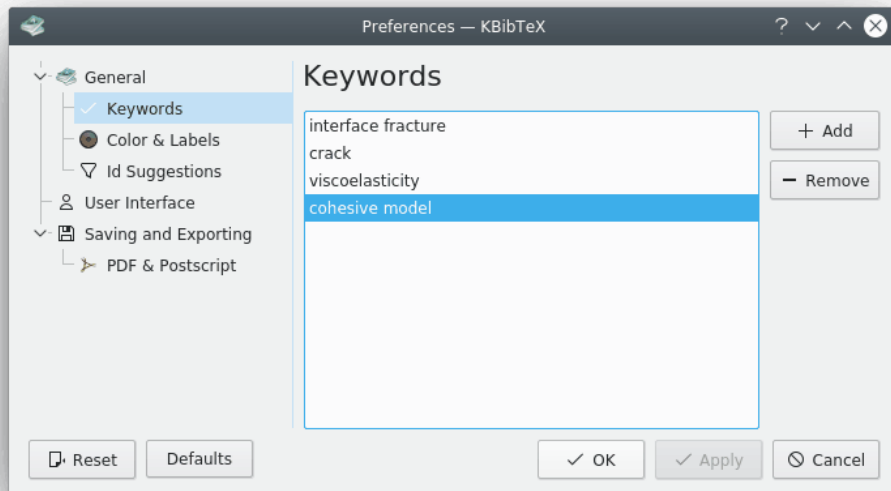 Preferences — KBibTeX
General
Keywords
Color & Labels
Id Suggestions
User Interface
Saving and Exporting
PDF & Postscript
Keywords
interface fracture
crack
viscoelasticity
cohesive model
+ Add
− Remove
Reset
Defaults
OK
Apply
Cancel